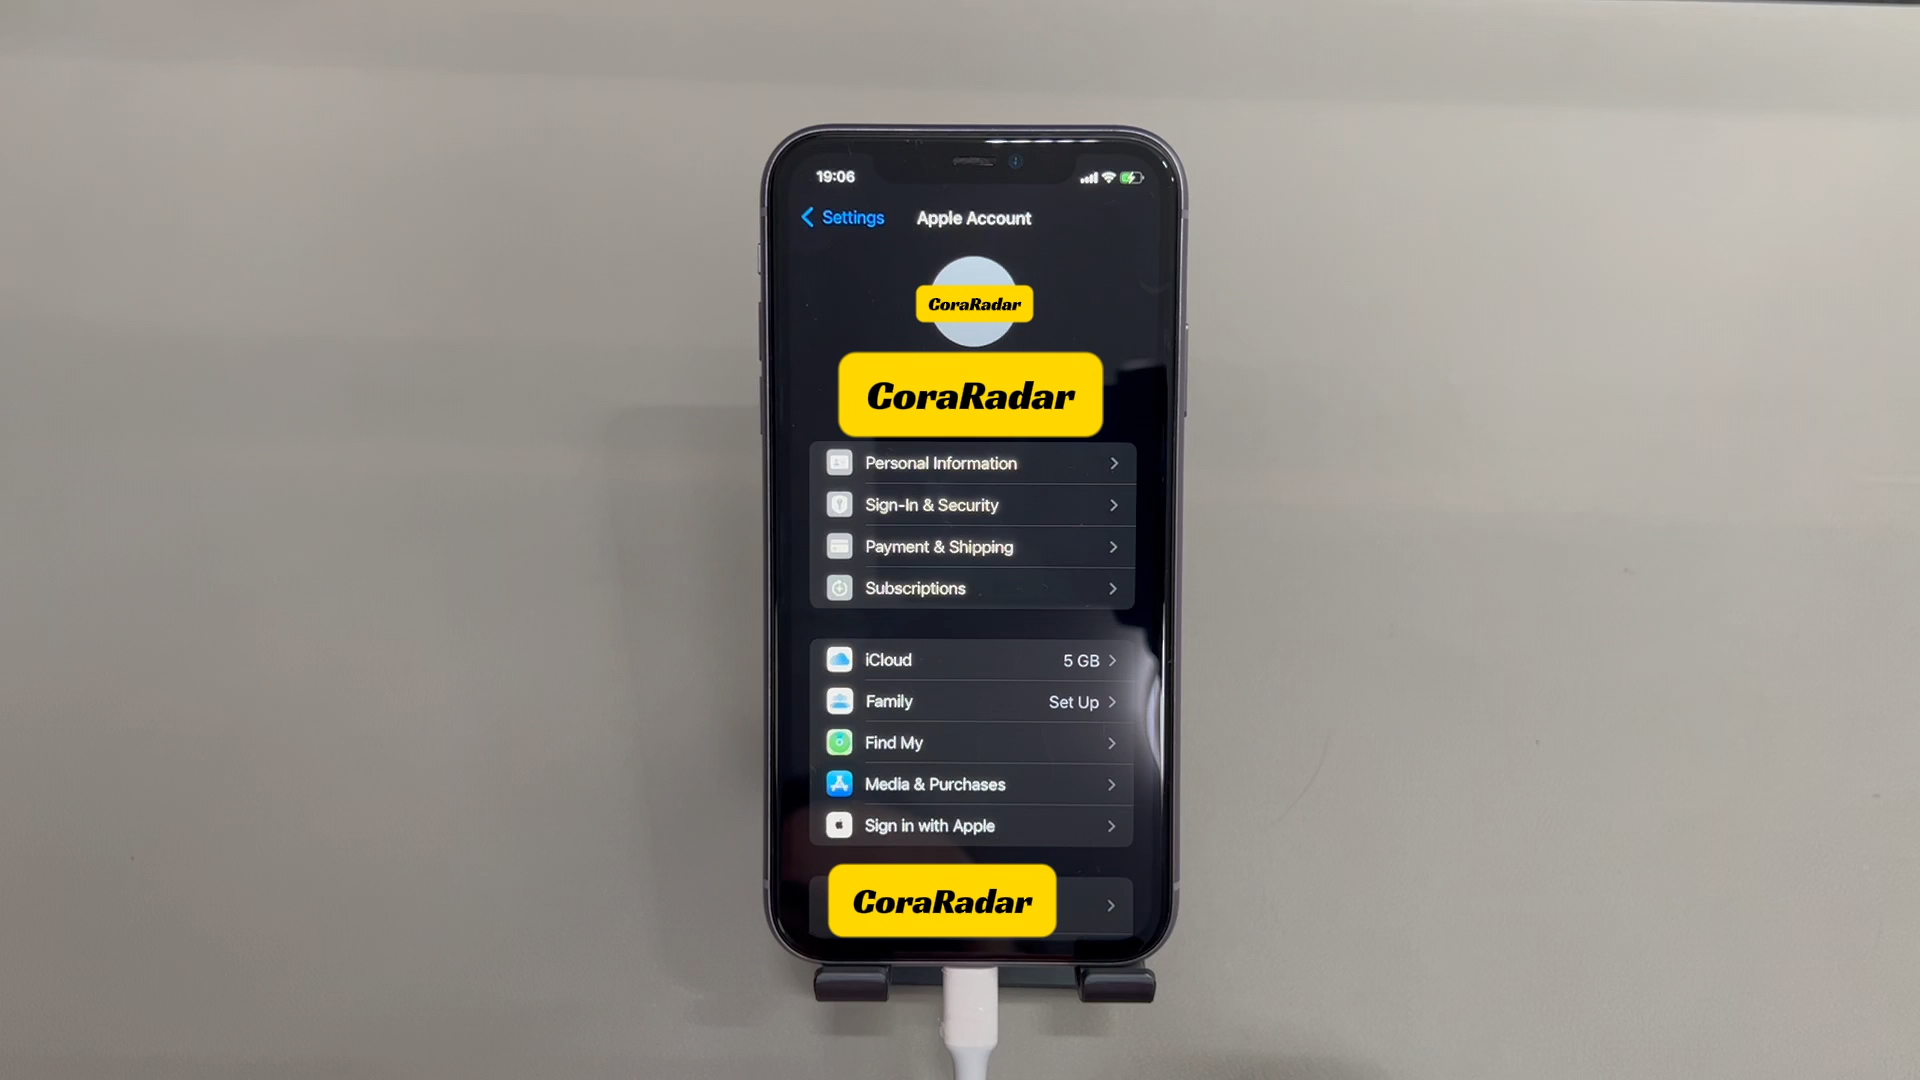 19:06
Settings
Apple Account
CoraRadar
CoraRadar
Personal Information
Sign-In & Security
Payment & Shipping
Subscriptions
iCloud 5 GB
Family Set Up
Find My
Media & Purchases
Sign in with Apple
CoraRadar